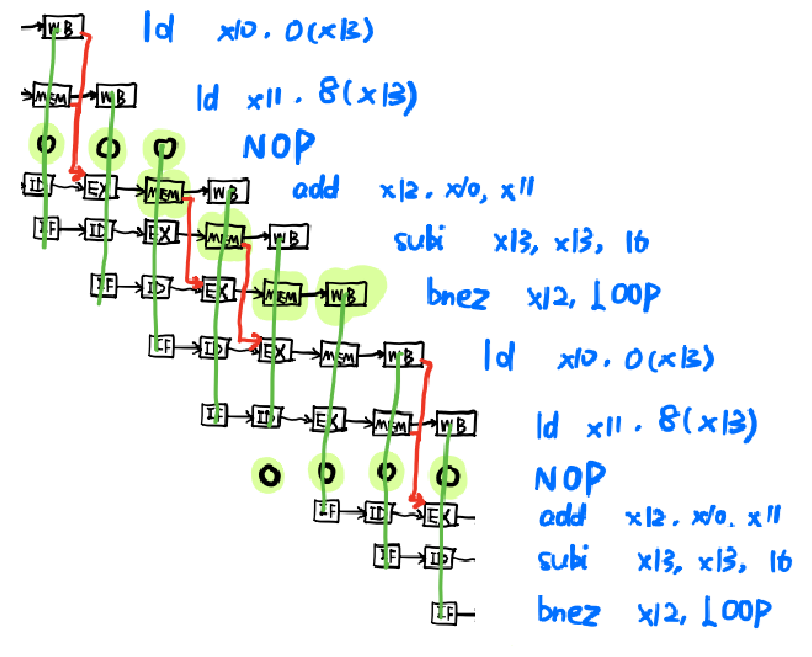 WB ld x10. 0(x13)
MEM WB ld x11. 8(x13)
NOP
ID EX MEM WB add x12. x10, x11
IF ID EX MEM WB subi x13, x13, 16
IF ID EX MEM WB bnez x12, LOOP
IF ID EX MEM WB ld x10. 0(x13)
IF ID EX MEM WB ld x11. 8(x13)
NOP
IF ID EX add x12. x10. x11
IF ID subi x13, x13, 16
IF bnez x12, LOOP